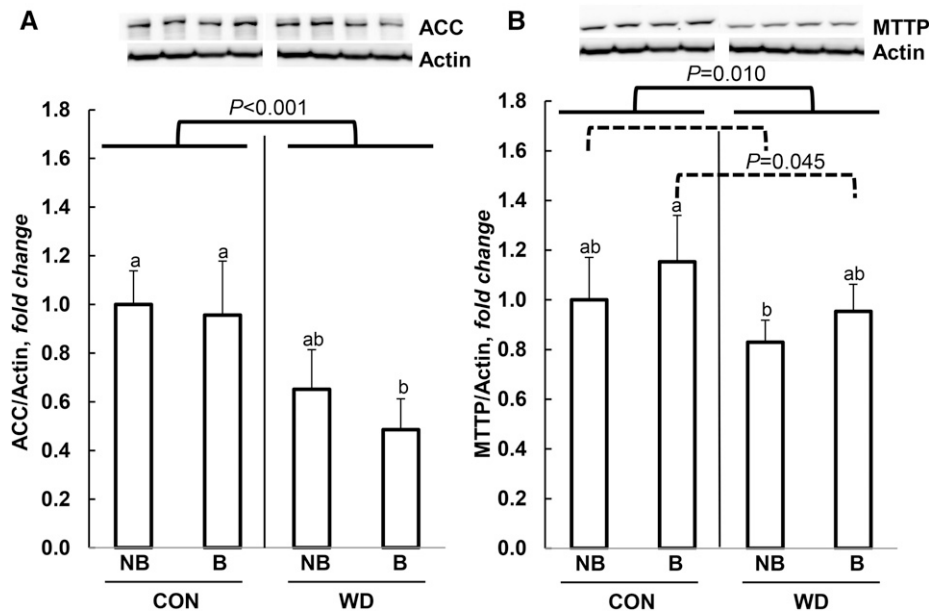 A
ACC
Actin
P<0.001
ACC/Actin, fold change
1.8
1.6
1.4
1.2
1.0
0.8
0.6
0.4
0.2
0.0
a
a
ab
b
NB B NB B
CON WD
B
MTTP
Actin
P=0.010
P=0.045
MTTP/Actin, fold change
1.8
1.6
1.4
1.2
1.0
0.8
0.6
0.4
0.2
0.0
ab
a
b
ab
NB B NB B
CON WD